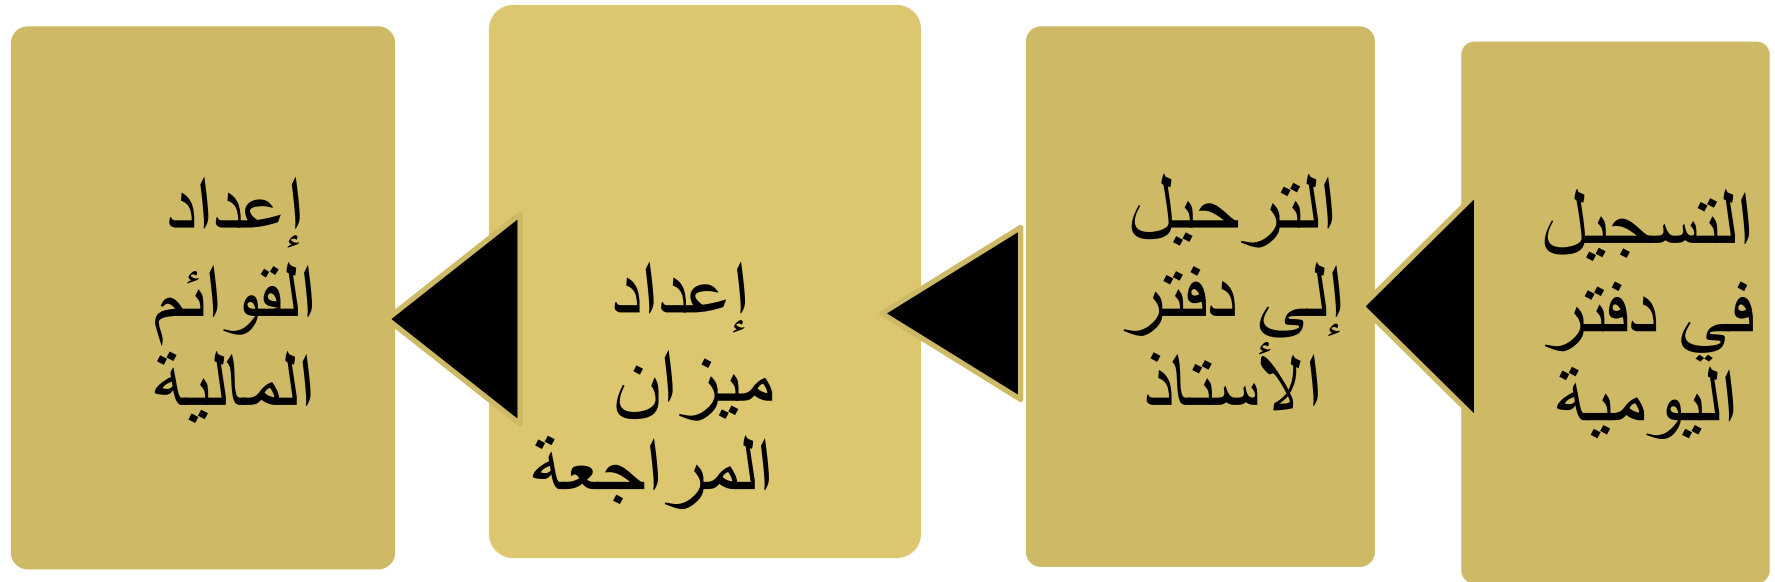 التسجيل
في دفتر
اليومية
الترحيل
إلى دفتر
الأستاذ
إعداد
ميزان
المراجعة
إعداد
القوائم
المالية